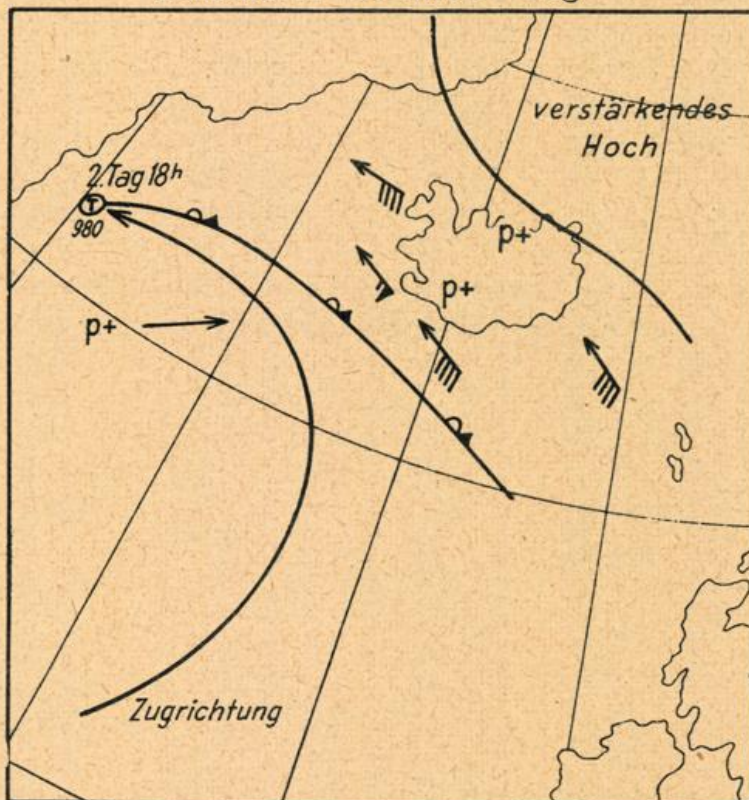 verstärkendes
Hoch
2.Tag 18h
T
980
p+
p+
p+
Zugrichtung